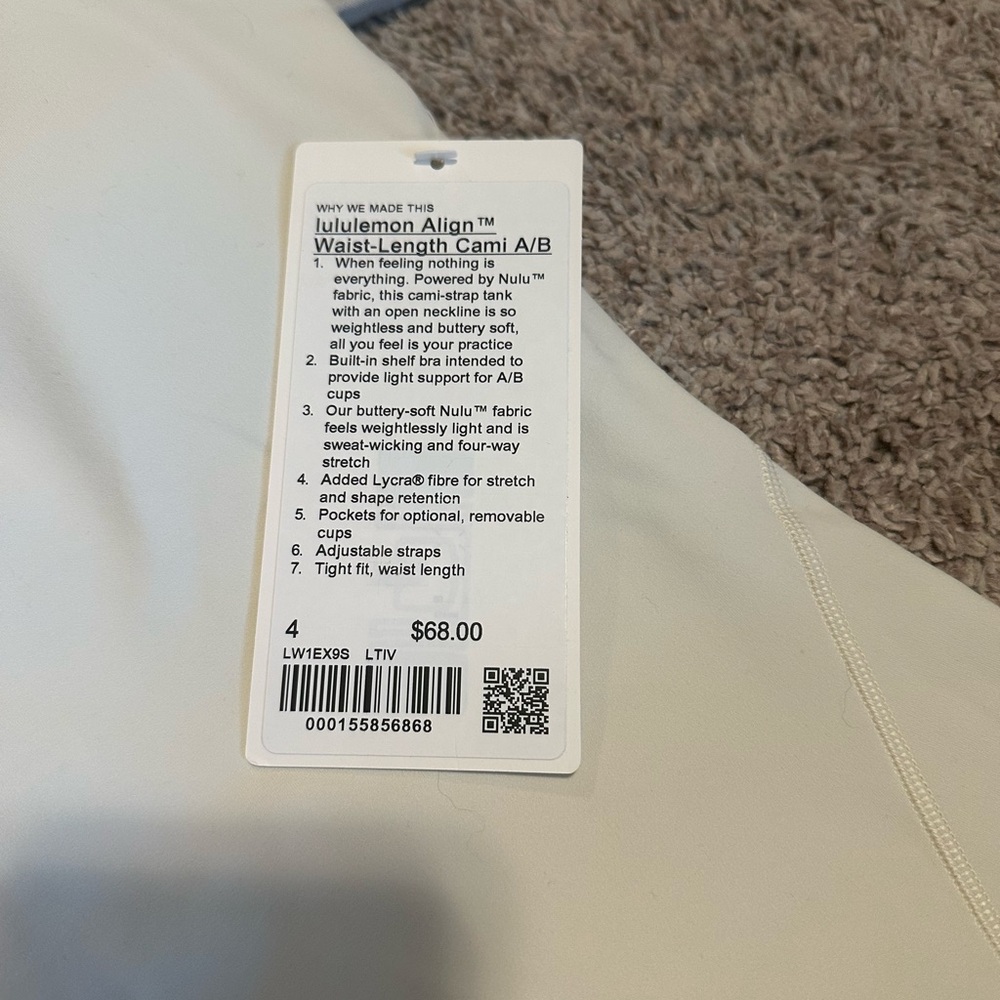 WHY WE MADE THIS
lululemon Align™
Waist-Length Cami A/B
1. When feeling nothing is
everything. Powered by Nulu™
fabric, this cami-strap tank
with an open neckline is so
weightless and buttery soft,
all you feel is your practice
2. Built-in shelf bra intended to
provide light support for A/B
cups
3. Our buttery-soft Nulu™ fabric
feels weightlessly light and is
sweat-wicking and four-way
stretch
4. Added Lycra® fibre for stretch
and shape retention
5. Pockets for optional, removable
cups
6. Adjustable straps
7. Tight fit, waist length
4 $68.00
LW1EX9S LTIV
000155856868